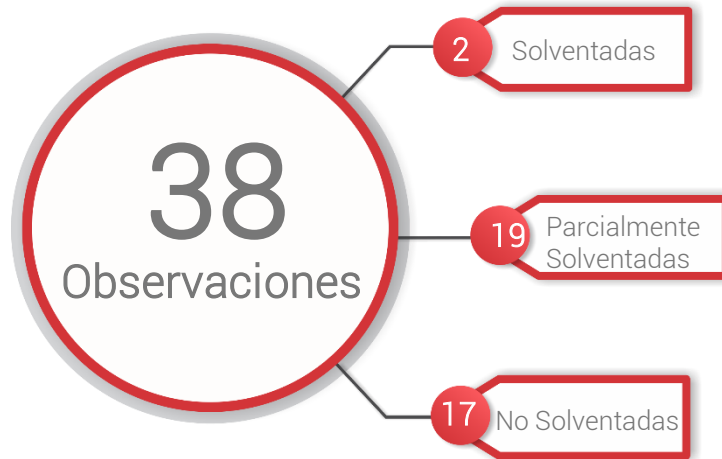 38
Observaciones
2
Solventadas
19
Parcialmente
Solventadas
17
No Solventadas